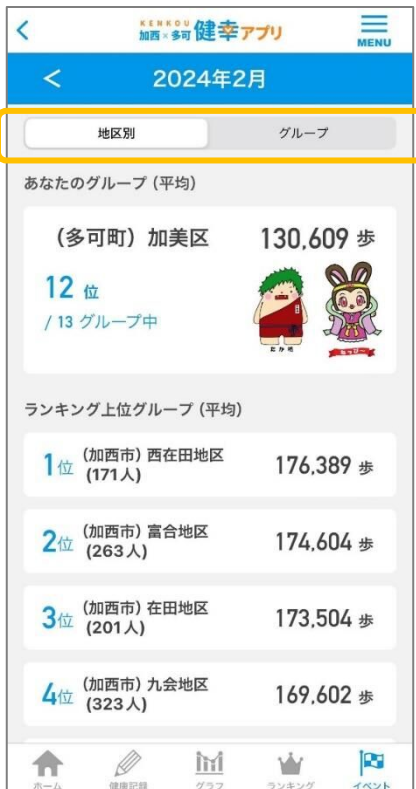 <
KENKOU
加西×多可 健幸アプリ
MENU
< 2024年2月
地区別 グループ
あなたのグループ (平均)
(多可町) 加美区 130,609 歩
12 位
/ 13 グループ中
たか坊 ねっぴ〜
ランキング上位グループ (平均)
1位 (加西市) 西在田地区 (171人) 176,389 歩
2位 (加西市) 富合地区 (263人) 174,604 歩
3位 (加西市) 在田地区 (201人) 173,504 歩
4位 (加西市) 九会地区 (323人) 169,602 歩
ホーム 健康記録 グラフ ランキング イベント